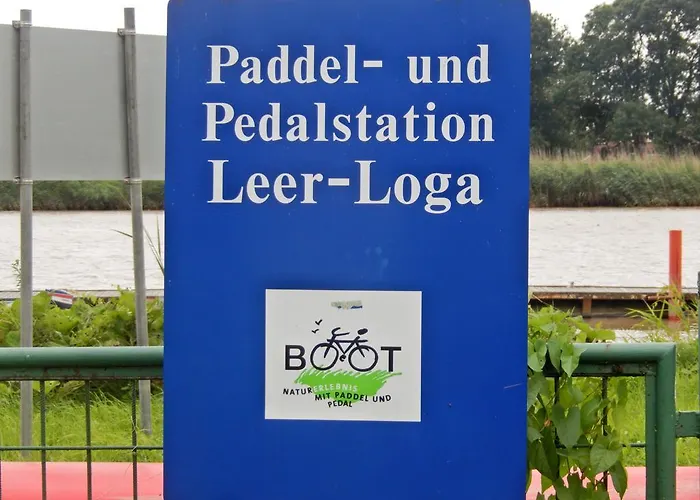 Paddel- und
Pedalstation
Leer-Loga
BOOT
NATURERLEBNIS
MIT PADDEL UND
PEDAL